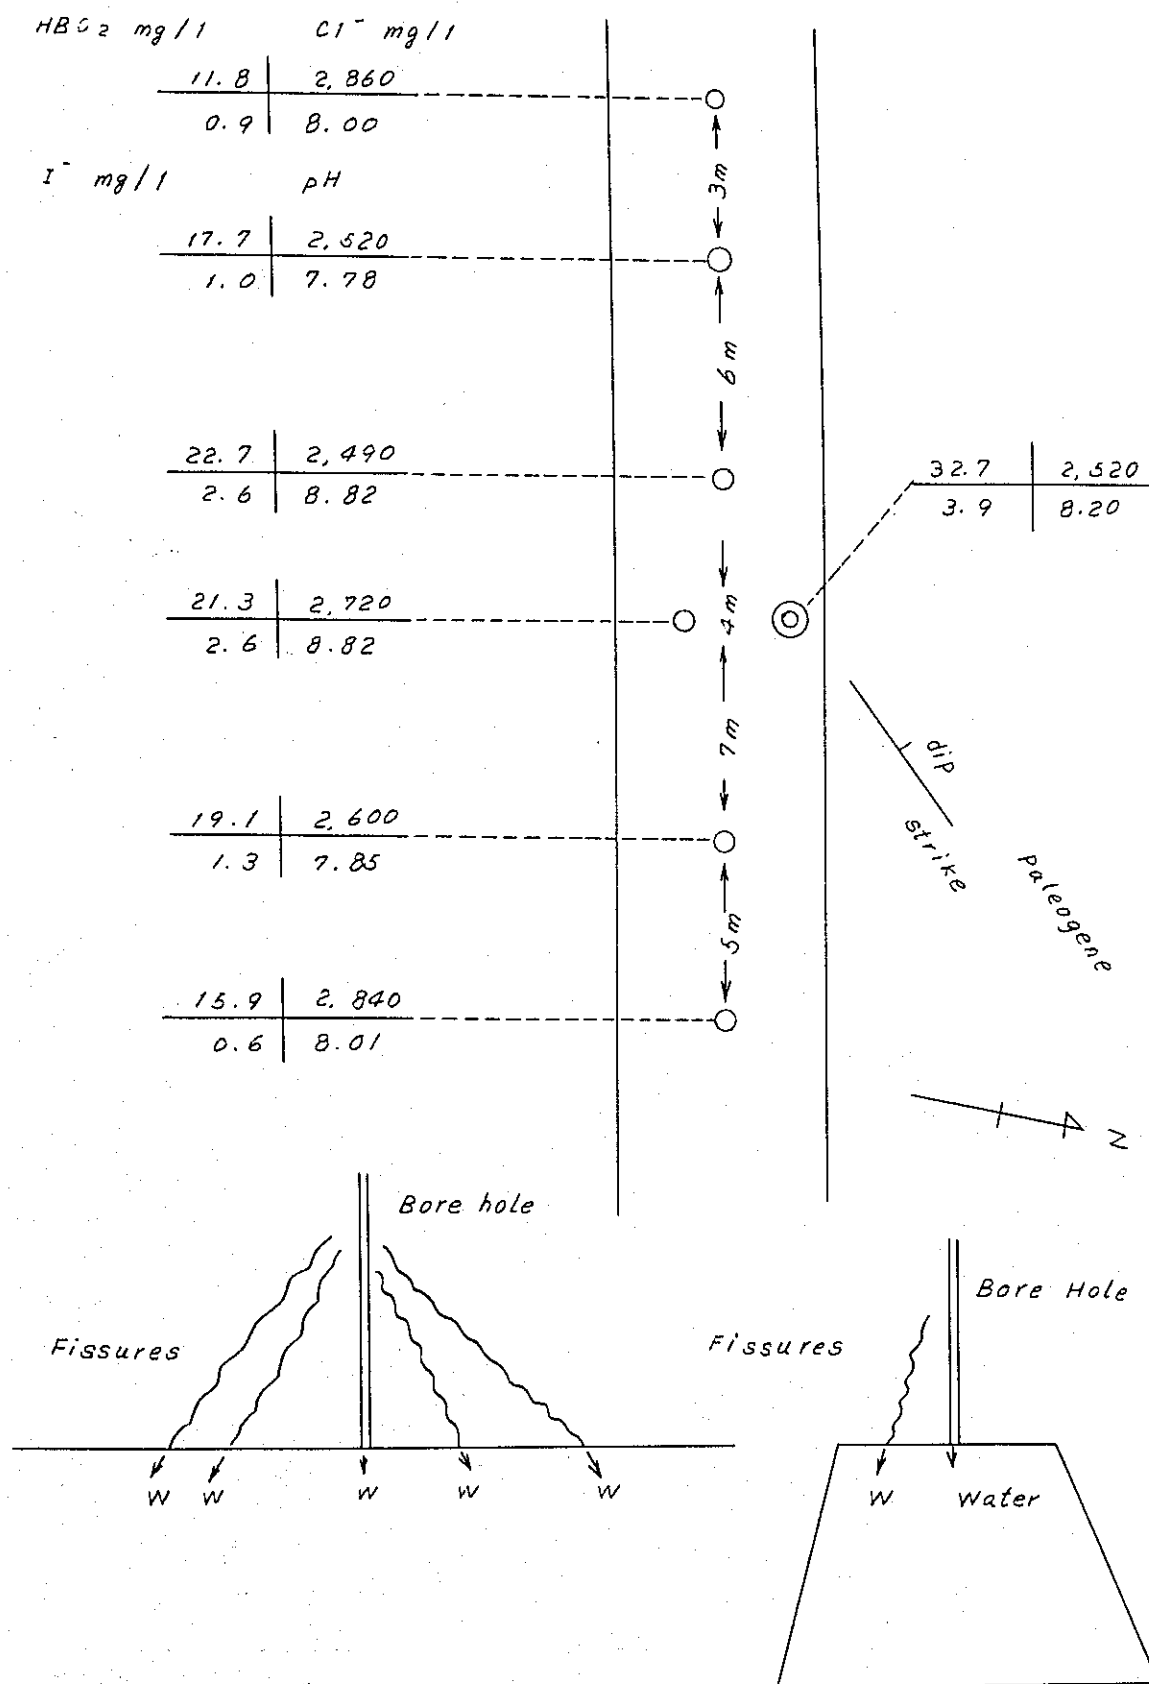 HBO2 mg/l Cl- mg/l
11.8 2,860
0.9 8.00
I- mg/l pH
3m
17.7 2,520
1.0 7.78
6m
22.7 2,490
2.6 8.82
32.7 2,520
3.9 8.20
21.3 2,720
2.6 8.82
4m
7m
dip
strike
Paleogene
19.1 2,600
1.3 7.85
5m
15.9 2.840
0.6 8.01
N
Bore hole
Fissures
W W W W W
Bore Hole
Fissures
W Water